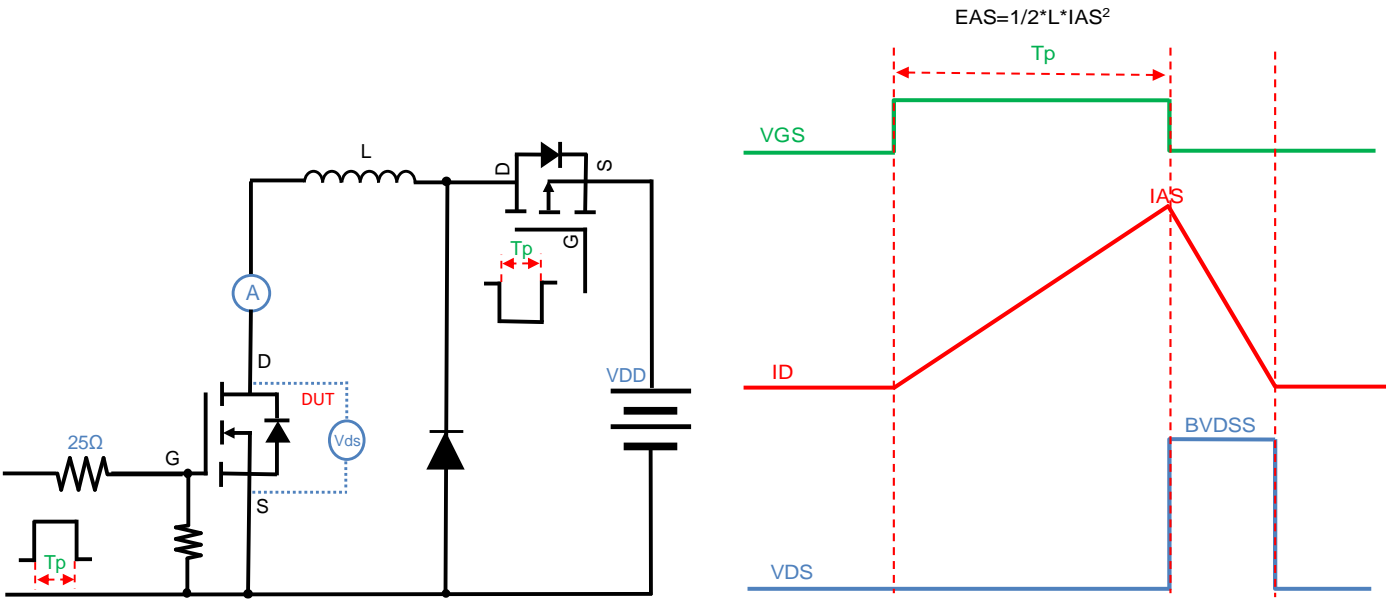 L
D
S
G
Tp
A
D
DUT
Vds
25Ω
G
S
Tp
VDD
EAS=1/2*L*IAS²
Tp
VGS
IAS
ID
BVDSS
VDS